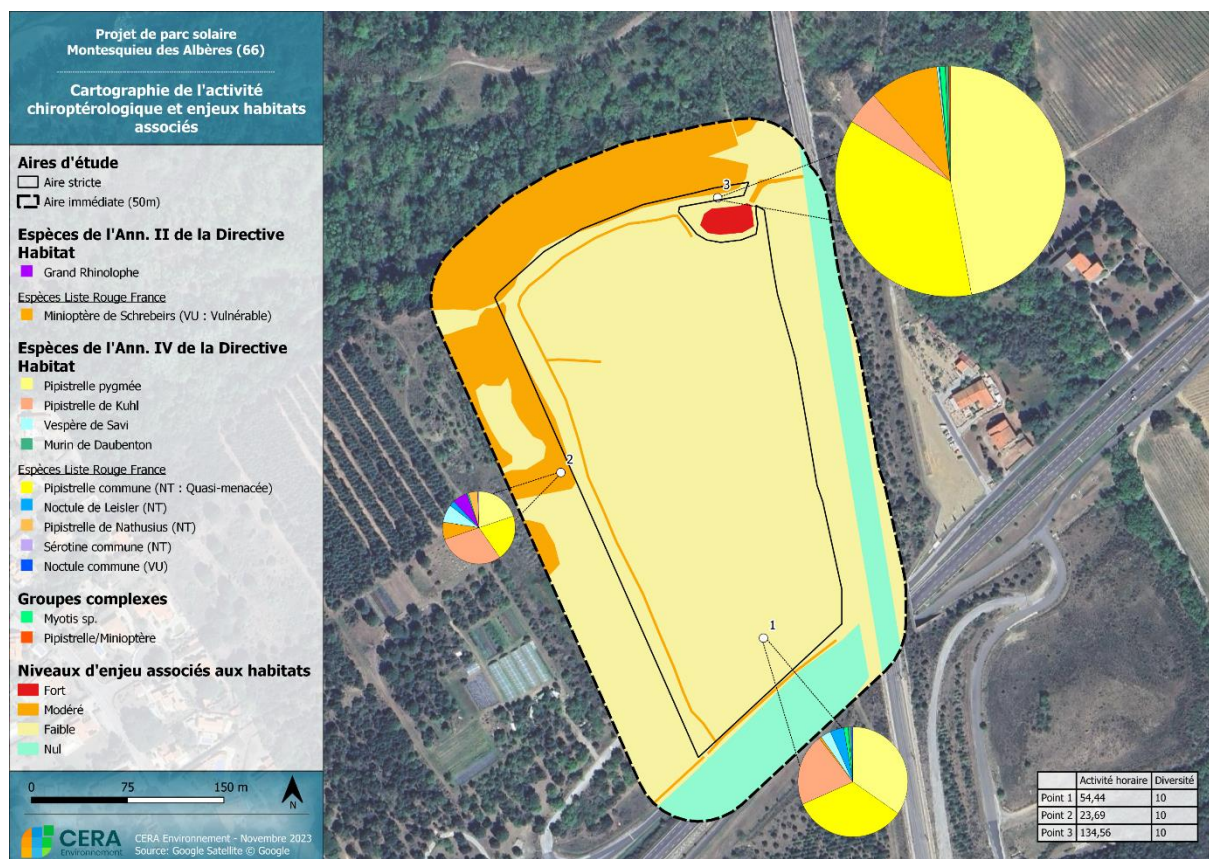 Projet de parc solaire
Montesquieu des Albères (66)
Cartographie de l'activité
chiroptérologique et enjeux habitats
associés
Aires d'étude
Aire stricte
Aire immédiate (50m)
Espèces de l'Ann. II de la Directive
Habitat
Grand Rhinolophe
Espèces Liste Rouge France
Minioptère de Schrebeirs (VU : Vulnérable)
Espèces de l'Ann. IV de la Directive
Habitat
Pipistrelle pygmée
Pipistrelle de Kuhl
Vespère de Savi
Murin de Daubenton
Espèces Liste Rouge France
Pipistrelle commune (NT : Quasi-menacée)
Noctule de Leisler (NT)
Pipistrelle de Nathusius (NT)
Sérotine commune (NT)
Noctule commune (VU)
Groupes complexes
Myotis sp.
Pipistrelle/Minioptère
Niveaux d'enjeu associés aux habitats
Fort
Modéré
Faible
Nul
0 75 150 m
N
CERA
Environnement
CERA Environnement - Novembre 2023
Source: Google Satellite © Google
3
2
1
Activité horaire Diversité
Point 1 54,44 10
Point 2 23,69 10
Point 3 134,56 10